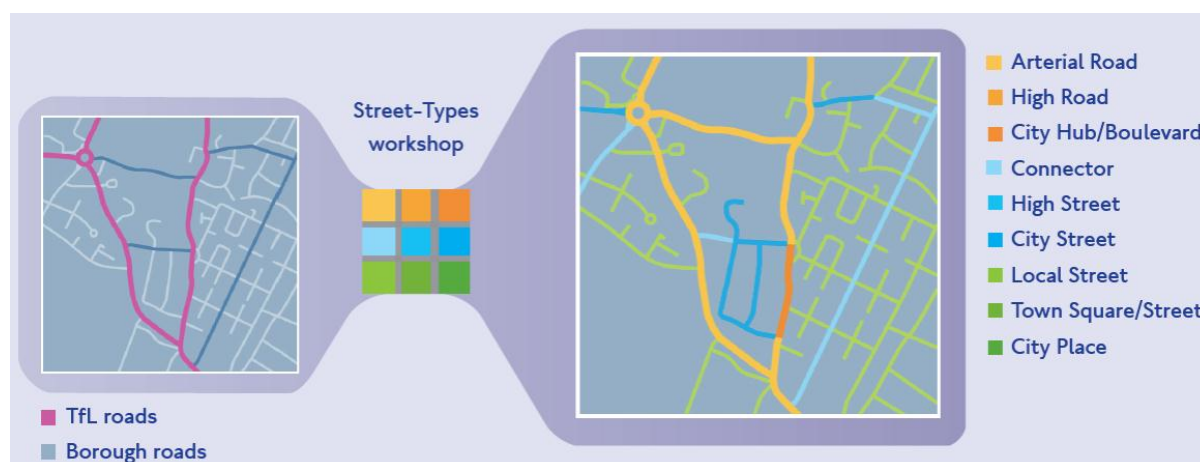 Street-Types
workshop
TfL roads
Borough roads
Arterial Road
High Road
City Hub/Boulevard
Connector
High Street
City Street
Local Street
Town Square/Street
City Place